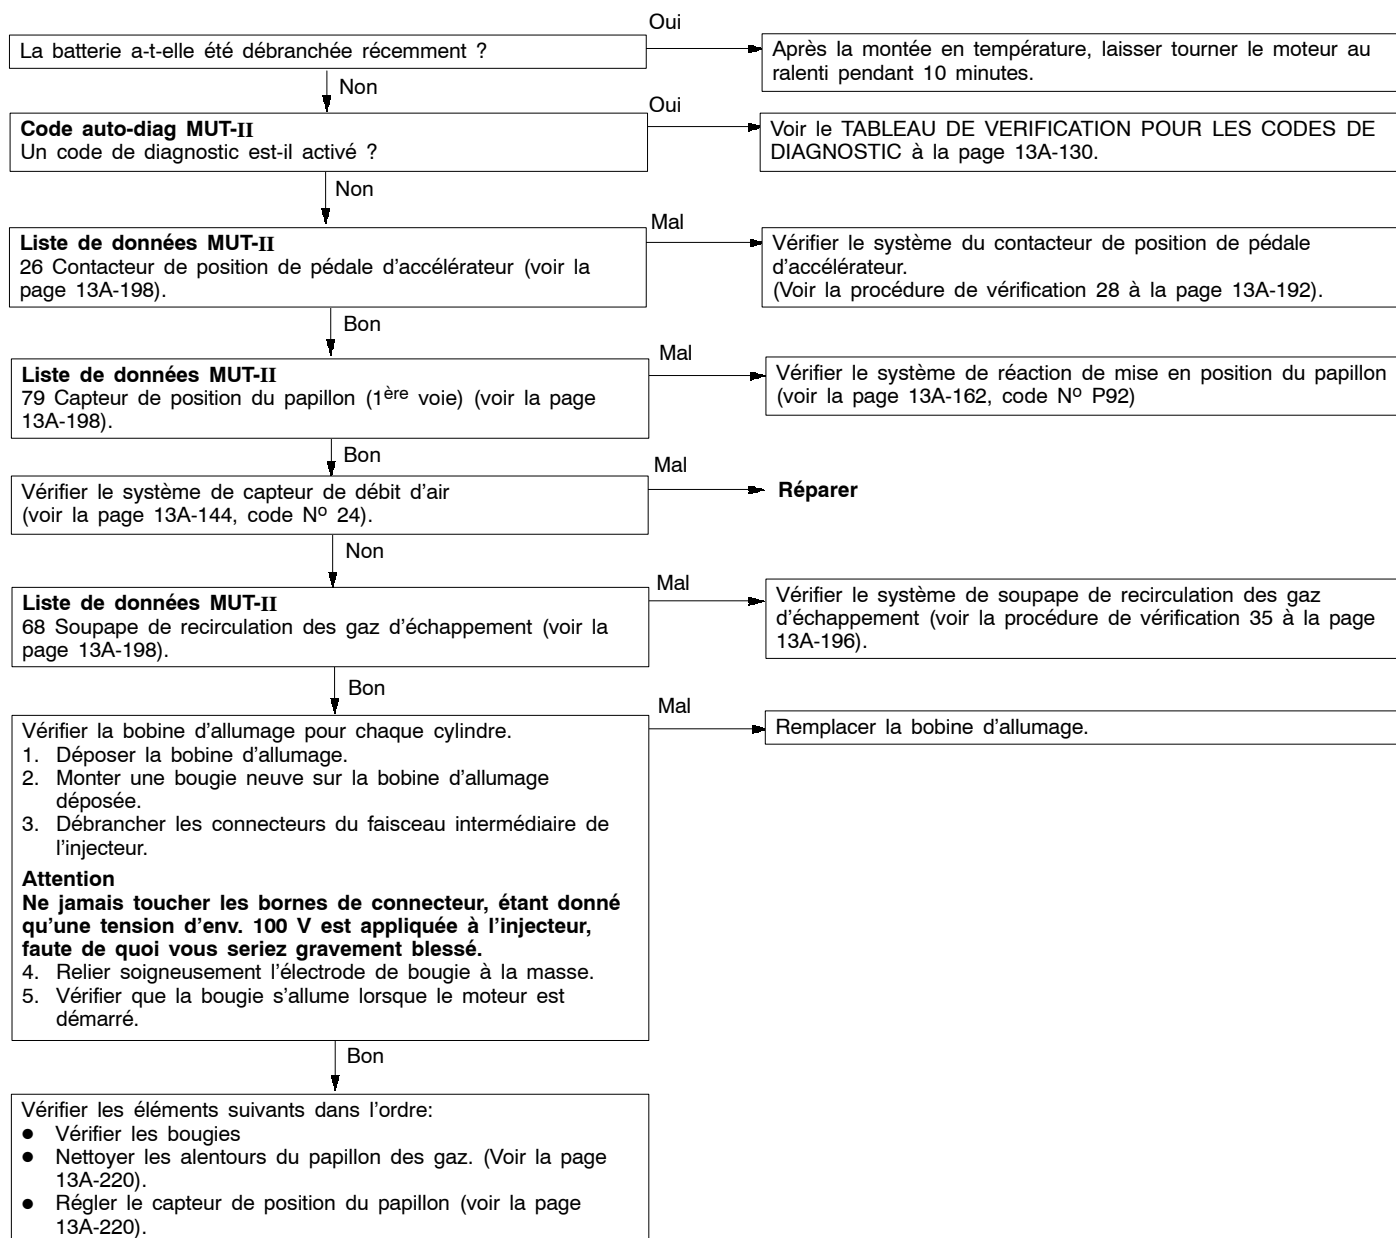 Oui
La batterie a-t-elle été débranchée récemment ?
Après la montée en température, laisser tourner le moteur au
ralenti pendant 10 minutes.
Non
Oui
Code auto-diag MUT-II
Un code de diagnostic est-il activé ?
Voir le TABLEAU DE VERIFICATION POUR LES CODES DE
DIAGNOSTIC à la page 13A-130.
Non
Mal
Liste de données MUT-II
26 Contacteur de position de pédale d'accélérateur (voir la
page 13A-198).
Vérifier le système du contacteur de position de pédale
d'accélérateur.
(Voir la procédure de vérification 28 à la page 13A-192).
Bon
Mal
Liste de données MUT-II
79 Capteur de position du papillon (1ère voie) (voir la page
13A-198).
Vérifier le système de réaction de mise en position du papillon
(voir la page 13A-162, code Nº P92)
Bon
Mal
Vérifier le système de capteur de débit d'air
(voir la page 13A-144, code Nº 24).
Réparer
Non
Mal
Liste de données MUT-II
68 Soupape de recirculation des gaz d'échappement (voir la
page 13A-198).
Vérifier le système de soupape de recirculation des gaz
d'échappement (voir la procédure de vérification 35 à la page
13A-196).
Bon
Mal
Vérifier la bobine d'allumage pour chaque cylindre.
1. Déposer la bobine d'allumage.
2. Monter une bougie neuve sur la bobine d'allumage
déposée.
3. Débrancher les connecteurs du faisceau intermédiaire de
l'injecteur.
Attention
Ne jamais toucher les bornes de connecteur, étant donné
qu'une tension d'env. 100 V est appliquée à l'injecteur,
faute de quoi vous seriez gravement blessé.
4. Relier soigneusement l'électrode de bougie à la masse.
5. Vérifier que la bougie s'allume lorsque le moteur est
démarré.
Remplacer la bobine d'allumage.
Bon
Vérifier les éléments suivants dans l'ordre:
● Vérifier les bougies
● Nettoyer les alentours du papillon des gaz. (Voir la page
13A-220).
● Régler le capteur de position du papillon (voir la page
13A-220).